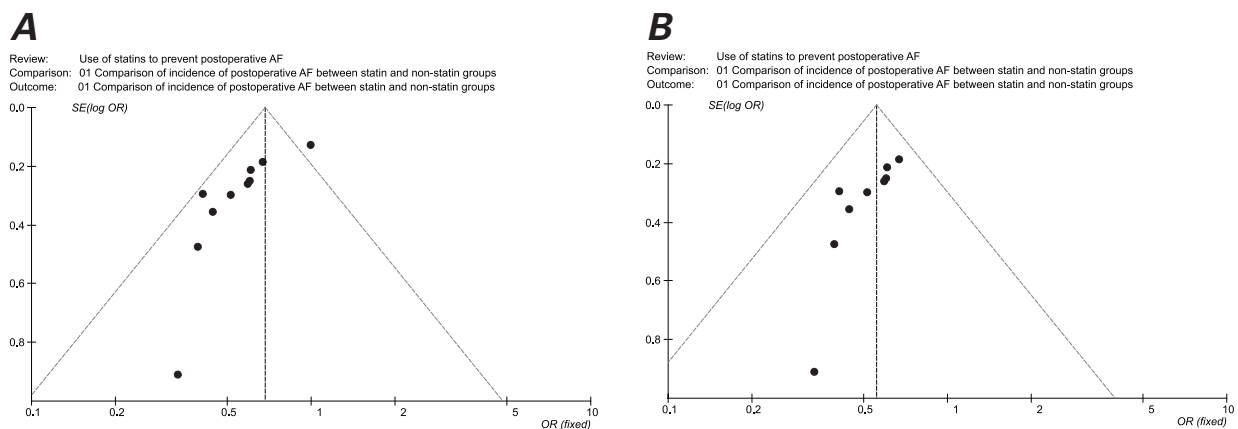 A
Review: Use of statins to prevent postoperative AF
Comparison: 01 Comparison of incidence of postoperative AF between statin and non-statin groups
Outcome: 01 Comparison of incidence of postoperative AF between statin and non-statin groups
0.0 SE(log OR)
0.2
0.4
0.6
0.8
0.1 0.2 0.5 1 2 5 10
OR (fixed)
B
Review: Use of statins to prevent postoperative AF
Comparison: 01 Comparison of incidence of postoperative AF between statin and non-statin groups
Outcome: 01 Comparison of incidence of postoperative AF between statin and non-statin groups
0.0 SE(log OR)
0.2
0.4
0.6
0.8
0.1 0.2 0.5 1 2 5 10
OR (fixed)